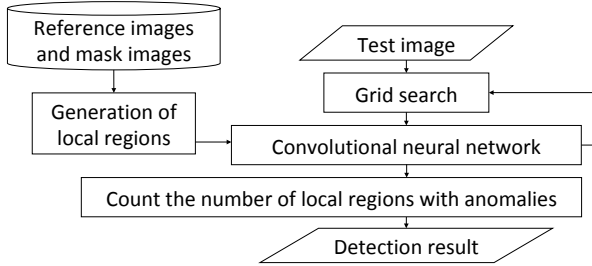 Reference images
and mask images
Test image
Generation of
local regions
Grid search
Convolutional neural network
Count the number of local regions with anomalies
Detection result